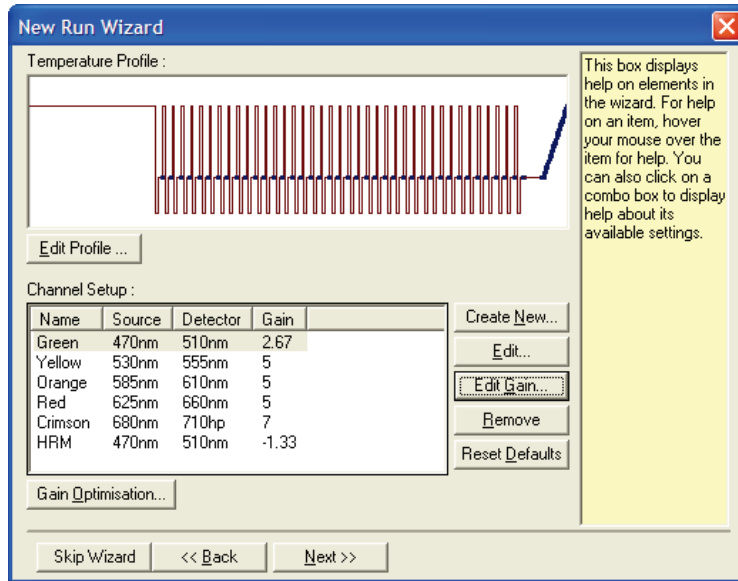 New Run Wizard
Temperature Profile :
Edit Profile ...
Channel Setup :
Name Source Detector Gain
Green 470nm 510nm 2.67
Yellow 530nm 555nm 5
Orange 585nm 610nm 5
Red 625nm 660nm 5
Crimson 680nm 710hp 7
HRM 470nm 510nm -1.33
Create New...
Edit...
Edit Gain...
Remove
Reset Defaults
Gain Optimisation...
Skip Wizard
<< Back
Next >>
This box displays
help on elements in
the wizard. For help
on an item, hover
your mouse over the
item for help. You
can also click on a
combo box to display
help about its
available settings.